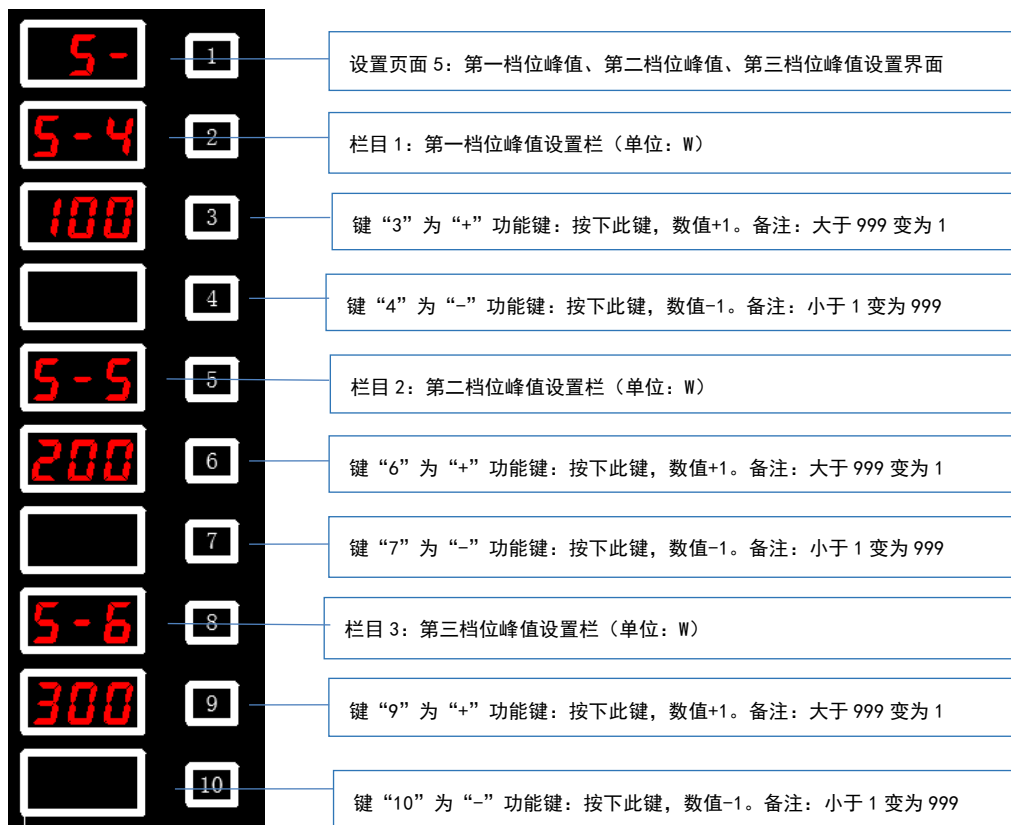 5-
1
设置页面 5：第一档位峰值、第二档位峰值、第三档位峰值设置界面
5-4
2
栏目 1：第一档位峰值设置栏（单位：W）
100
3
键“3”为“+”功能键：按下此键，数值+1。备注：大于 999 变为 1
4
键“4”为“-”功能键：按下此键，数值-1。备注：小于 1 变为 999
5-5
5
栏目 2：第二档位峰值设置栏（单位：W）
200
6
键“6”为“+”功能键：按下此键，数值+1。备注：大于 999 变为 1
7
键“7”为“-”功能键：按下此键，数值-1。备注：小于 1 变为 999
5-6
8
栏目 3：第三档位峰值设置栏（单位：W）
300
9
键“9”为“+”功能键：按下此键，数值+1。备注：大于 999 变为 1
10
键“10”为“-”功能键：按下此键，数值-1。备注：小于 1 变为 999